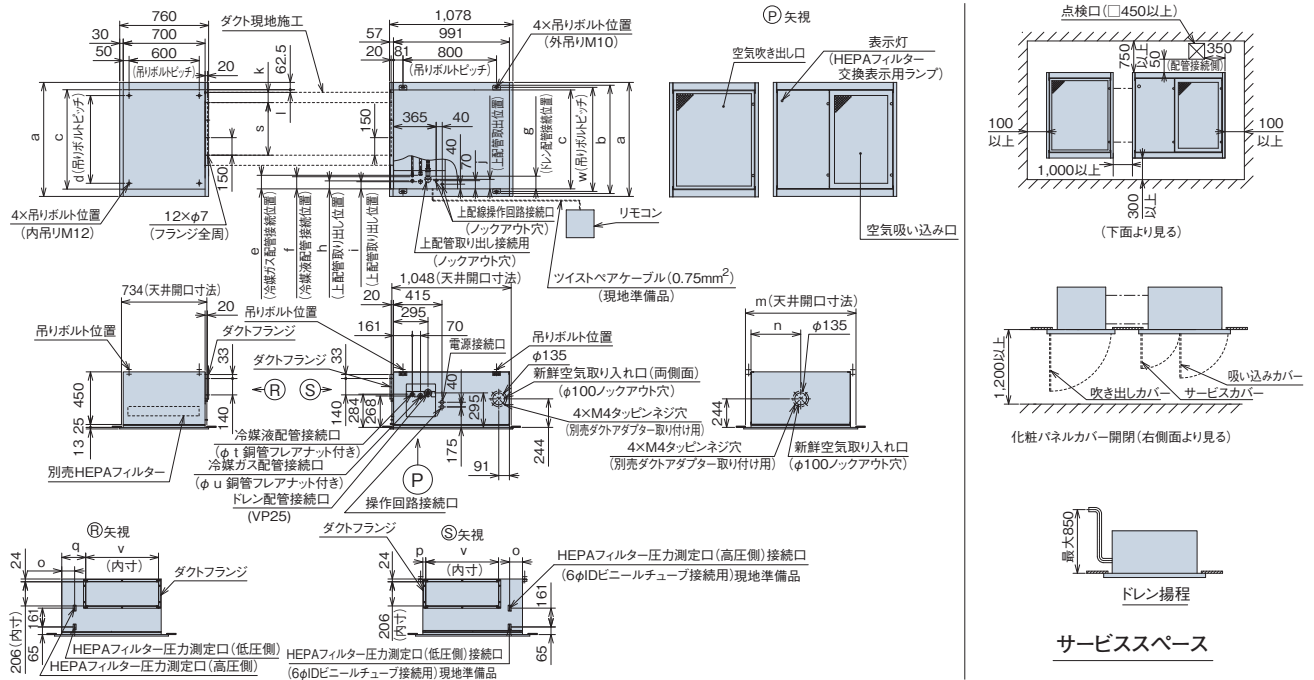 760
30
700
50
600
(吊りボルトピッチ)
20
62.5
ダクト現地施工
k
l
s
a
c
d(吊りボルトピッチ)
150
150
4×吊りボルト位置
(内吊りM12)
12×φ7
(フランジ全周)
1,078
57
991
20
81
800
(吊りボルトピッチ)
4×吊りボルト位置
(外吊りM10)
365
40
40
70
j
(上配管取出位置)
g
(ドレン配管接続位置)
c
w(吊りボルトピッチ)
b
a
e
(冷媒ガス配管接続位置)
f
(冷媒液配管接続位置)
h
(上配管取り出し位置)
i
(上配管取り出し位置)
上配線操作回路接続口
(ノックアウト穴)
上配管取り出し接続用
(ノックアウト穴)
リモコン
ツイストペアケーブル(0.75mm2)
(現地準備品)
Ⓟ矢視
空気吹き出し口
表示灯
(HEPAフィルター
交換表示用ランプ)
空気吸い込み口
734(天井開口寸法)
20
吊りボルト位置
ダクトフランジ
33
450
25
13
140
別売HEPAフィルター
Ⓡ
Ⓢ
1,048(天井開口寸法)
20
415
295
161
70
吊りボルト位置
電源接続口
吊りボルト位置
ダクトフランジ
33
140
284
268
40
295
175
91
244
φ135
新鮮空気取り入れ口(両側面)
(φ100ノックアウト穴)
4×M4タッピンネジ穴
(別売ダクトアダプター取り付け用)
冷媒液配管接続口
(φt銅管フレアナット付き)
冷媒ガス配管接続口
(φu銅管フレアナット付き)
ドレン配管接続口
(VP25)
Ⓟ
操作回路接続口
m(天井開口寸法)
n
φ135
244
4×M4タッピンネジ穴
(別売ダクトアダプター取り付け用)
新鮮空気取り入れ口
(φ100ノックアウト穴)
Ⓡ矢視
o
q
v
(内寸)
24
161
206(内寸)
65
ダクトフランジ
HEPAフィルター圧力測定口(低圧側)
HEPAフィルター圧力測定口(高圧側)
Ⓢ矢視
ダクトフランジ
p
v
o
(内寸)
24
206
(内寸)
161
65
HEPAフィルター圧力測定口(高圧側)接続口
(6φIDビニールチューブ接続用)現地準備品
HEPAフィルター圧力測定口(低圧側)接続口
(6φIDビニールチューブ接続用)現地準備品
点検口(□450以上)
750
以上
50
350
(配管接続側)
100
以上
100
以上
1,000以上
300
以上
(下面より見る)
1,200以上
吹き出しカバー
サービスカバー
吸い込みカバー
化粧パネルカバー開閉(右側面より見る)
最大850
ドレン揚程
サービススペース